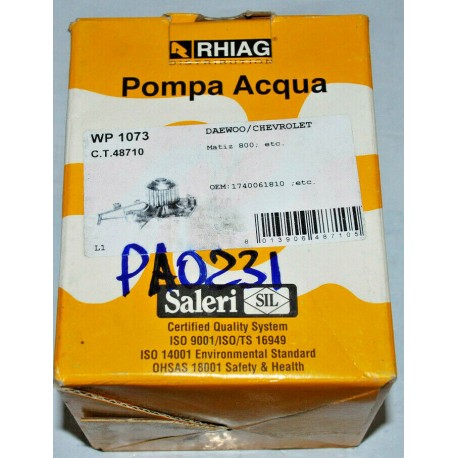 RHIAG
Pompa Acqua
WP 1073
C.T.48710
DAEWOO/CHEVROLET
Matiz 800; etc.
OEM:1740061810 ;etc.
L1
8 013906 487105
PA0231
Saleri SIL
Certified Quality System
ISO 9001/ISO/TS 16949
ISO 14001 Environmental Standard
OHSAS 18001 Safety & Health